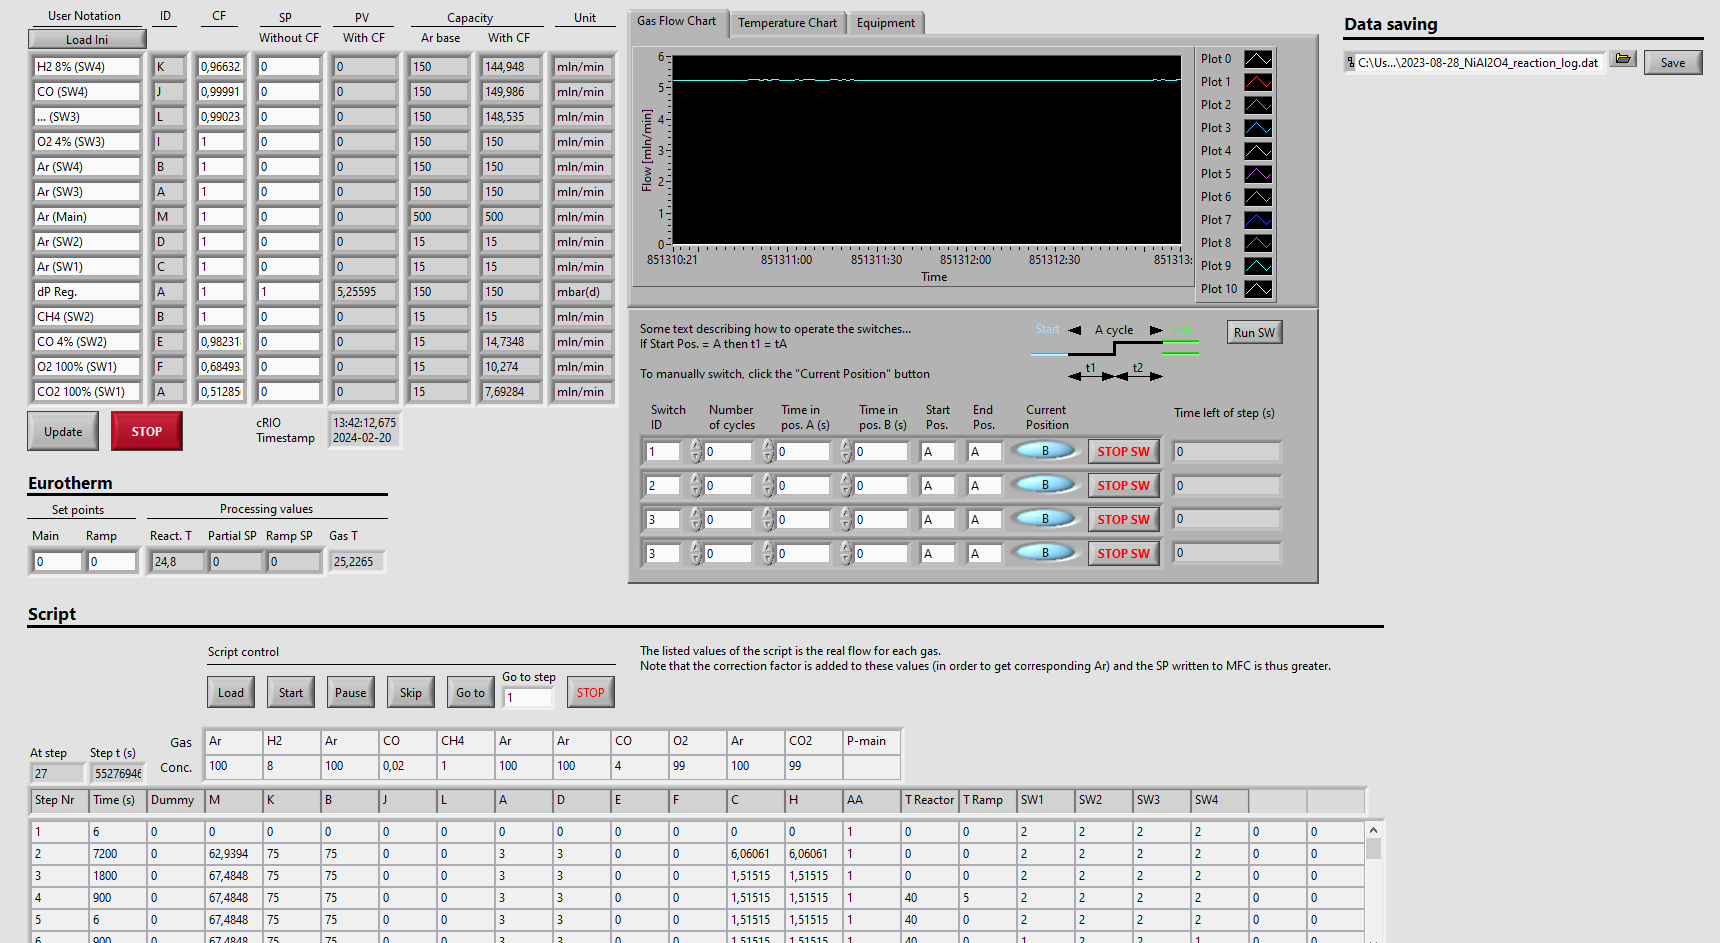 User Notation ID CF SP PV Capacity Unit
Load Ini Without CF With CF Ar base With CF
H2 8% (SW4) K 0,96632 0 0 150 144,948 mln/min
CO (SW4) J 0,99991 0 0 150 149,986 mln/min
... (SW3) L 0,99023 0 0 150 148,535 mln/min
O2 4% (SW3) I 1 0 0 150 150 mln/min
Ar (SW4) B 1 0 0 150 150 mln/min
Ar (SW3) A 1 0 0 150 150 mln/min
Ar (Main) M 1 0 0 500 500 mln/min
Ar (SW2) D 1 0 0 15 15 mln/min
Ar (SW1) C 1 0 0 15 15 mln/min
dP Reg. A 1 1 5,25595 150 150 mbar(d)
CH4 (SW2) B 1 0 0 15 15 mln/min
CO 4% (SW2) E 0,98231 0 0 15 14,7348 mln/min
O2 100% (SW1) F 0,68493 0 0 15 10,274 mln/min
CO2 100% (SW1) A 0,51285 0 0 15 7,69284 mln/min
Update STOP cRIO Timestamp 13:42:12,675
2024-02-20
Eurotherm
Set points Processing values
Main Ramp React. T Partial SP Ramp SP Gas T
0 0 24,8 0 0 25,2265
Gas Flow Chart Temperature Chart Equipment
Flow [mln/min]
6
5
4
3
2
1
0
851310:21 851311:00 851311:30 851312:00 851312:30 851313:
Time
Plot 0
Plot 1
Plot 2
Plot 3
Plot 4
Plot 5
Plot 6
Plot 7
Plot 8
Plot 9
Plot 10
Data saving
C:\Us...\2023-08-28_NiAl2O4_reaction_log.dat Save
Some text describing how to operate the switches...
If Start Pos. = A then t1 = tA
To manually switch, click the "Current Position" button
Start A cycle End Run SW
t1 t2
Switch ID Number of cycles Time in pos. A (s) Time in pos. B (s) Start Pos. End Pos. Current Position Time left of step (s)
1 0 0 0 A A B STOP SW 0
2 0 0 0 A A B STOP SW 0
3 0 0 0 A A B STOP SW 0
3 0 0 0 A A B STOP SW 0
Script
Script control
Load Start Pause Skip Go to Go to step 1 STOP
The listed values of the script is the real flow for each gas.
Note that the correction factor is added to these values (in order to get corresponding Ar) and the SP written to MFC is thus greater.
At step Step t (s)
27 55276946
Gas Ar H2 Ar CO CH4 Ar Ar CO O2 Ar CO2 P-main
Conc. 100 8 100 0,02 1 100 100 4 99 100 99
Step Nr Time (s) Dummy M K B J L A D E F C H AA T Reactor T Ramp SW1 SW2 SW3 SW4
1 6 0 0 0 0 0 0 0 0 0 0 0 0 1 0 0 2 2 2 2 0 0
2 7200 0 62,9394 75 75 0 0 3 3 0 0 6,06061 6,06061 1 0 0 2 2 2 2 0 0
3 1800 0 67,4848 75 75 0 0 3 3 0 0 1,51515 1,51515 1 0 0 2 2 2 2 0 0
4 900 0 67,4848 75 75 0 0 3 3 0 0 1,51515 1,51515 1 40 5 2 2 2 2 0 0
5 6 0 67,4848 75 75 0 0 3 3 0 0 1,51515 1,51515 1 40 0 2 2 2 2 0 0
6 900 0 67,4848 75 75 0 0 3 3 0 0 1,51515 1,51515 1 40 0 1 2 2 1 0 0